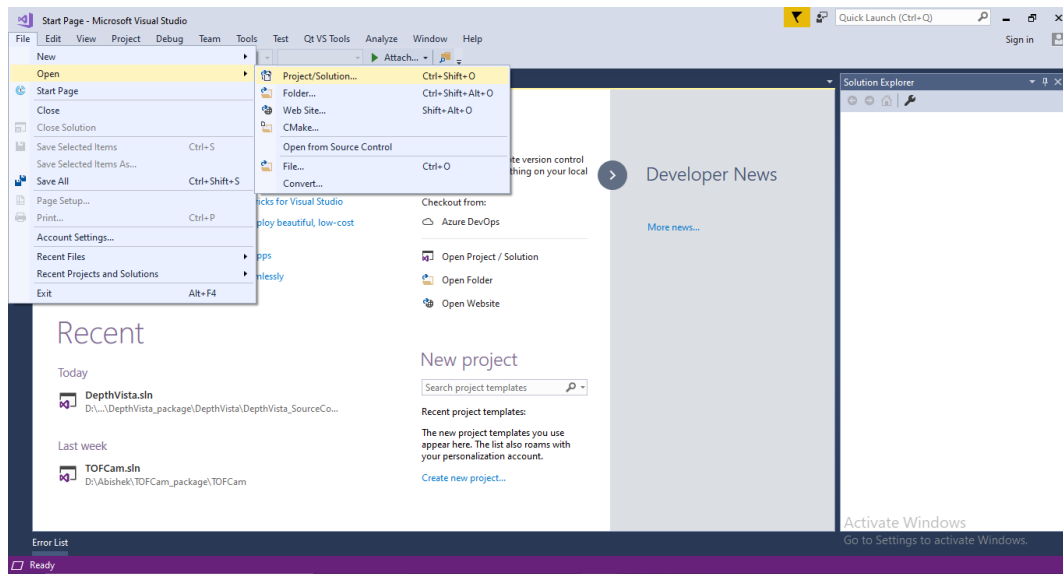 Start Page - Microsoft Visual Studio
Quick Launch (Ctrl+Q)
File Edit View Project Debug Team Tools Test Qt VS Tools Analyze Window Help
Sign in
Attach...
New
Open
Start Page
Close
Close Solution
Save Selected Items Ctrl+S
Save Selected Items As...
Save All Ctrl+Shift+S
Page Setup...
Print... Ctrl+P
Account Settings...
Recent Files
Recent Projects and Solutions
Exit Alt+F4
Project/Solution... Ctrl+Shift+O
Folder... Ctrl+Shift+Alt+O
Web Site... Shift+Alt+O
CMake...
Open from Source Control
File... Ctrl+O
Convert...
icks for Visual Studio
ploy beautiful, low-cost
pps
nlessly
Recent
Today
DepthVista.sln
D:\...\DepthVista_package\DepthVista\DepthVista_SourceCo...
Last week
TOFCam.sln
D:\Abishek\TOFCam_package\TOFCam
te version control
thing on your local
Checkout from:
Azure DevOps
Open Project / Solution
Open Folder
Open Website
New project
Search project templates
Recent project templates:
The new project templates you use
appear here. The list also roams with
your personalization account.
Create new project...
Developer News
More news...
Solution Explorer
Activate Windows
Go to Settings to activate Windows.
Error List
Ready